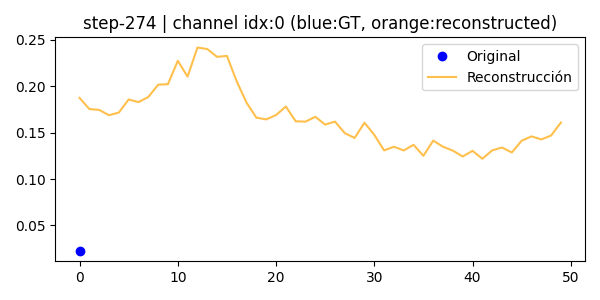 step-274 | channel idx:0 (blue:GT, orange:reconstructed)
0.25
0.20
0.15
0.10
0.05
Original
Reconstrucción
0 10 20 30 40 50